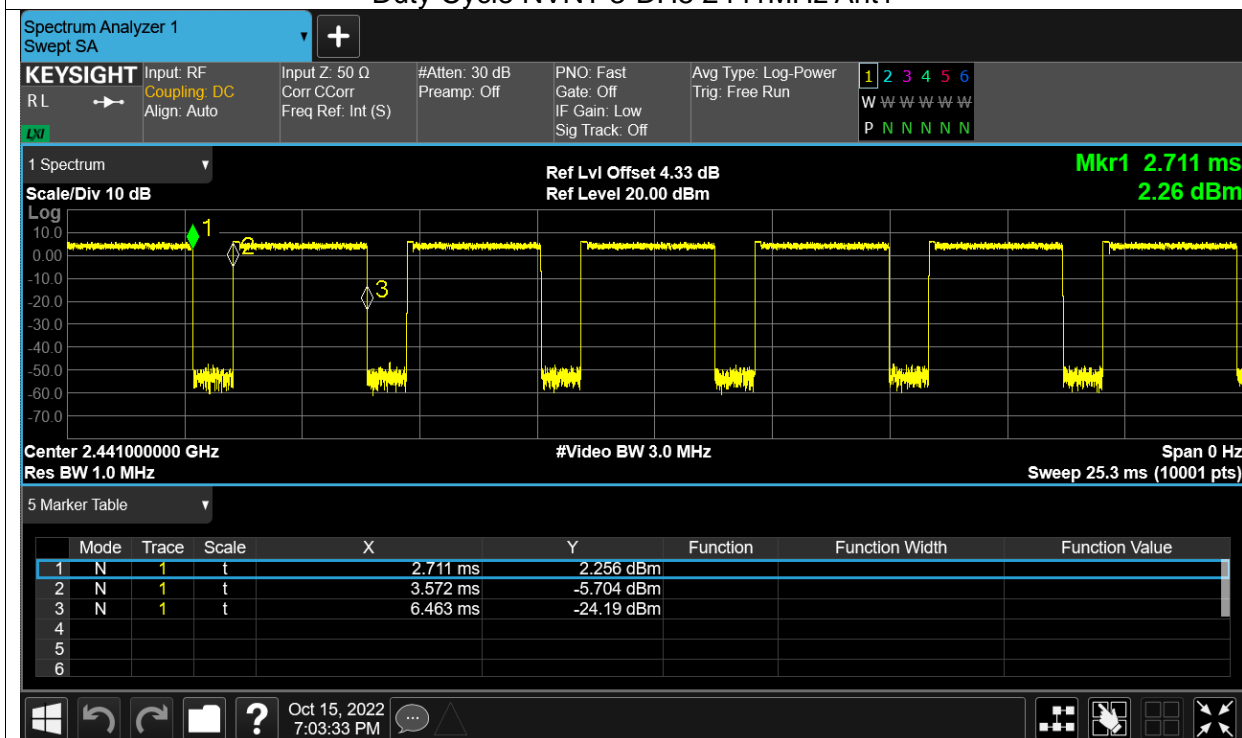 Duty Cycle NVNT 3-DH5 2441MHz Ant1
Spectrum Analyzer 1
Swept SA
+
KEYSIGHT
R L
LXI
Input: RF
Coupling: DC
Align: Auto
Input Z: 50 Ω
Corr CCorr
Freq Ref: Int (S)
#Atten: 30 dB
Preamp: Off
PNO: Fast
Gate: Off
IF Gain: Low
Sig Track: Off
Avg Type: Log-Power
Trig: Free Run
1 2 3 4 5 6
W W W W W W
P N N N N N
1 Spectrum
Scale/Div 10 dB
Ref Lvl Offset 4.33 dB
Ref Level 20.00 dBm
Mkr1 2.711 ms
2.26 dBm
Log
10.0
0.00
-10.0
-20.0
-30.0
-40.0
-50.0
-60.0
-70.0
1
2
3
Center 2.441000000 GHz
Res BW 1.0 MHz
#Video BW 3.0 MHz
Span 0 Hz
Sweep 25.3 ms (10001 pts)
5 Marker Table
Mode Trace Scale X Y Function Function Width Function Value
1 N 1 t 2.711 ms 2.256 dBm
2 N 1 t 3.572 ms -5.704 dBm
3 N 1 t 6.463 ms -24.19 dBm
4
5
6
?
Oct 15, 2022
7:03:33 PM